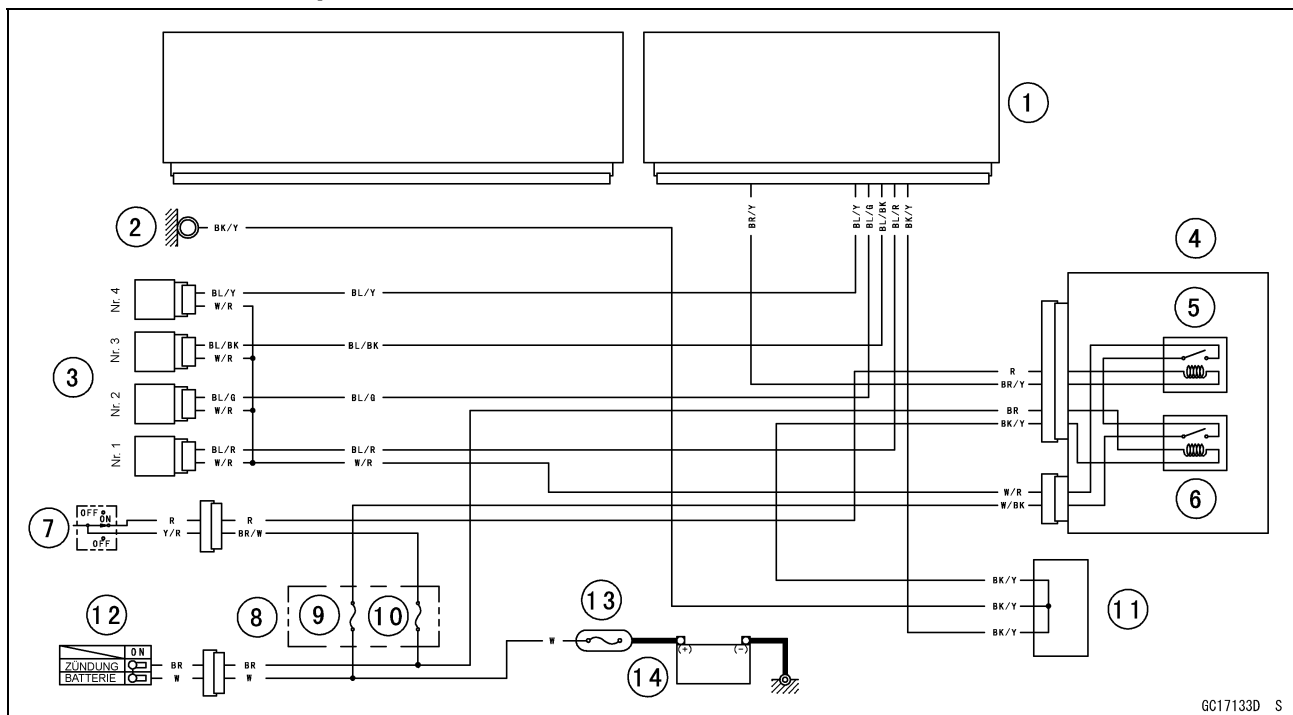 1
BR/Y
BL/Y
BL/G
BL/BK
BL/R
BK/Y
2
BK/Y
4
Nr. 4
BL/Y
BL/Y
W/R
5
Nr. 3
BL/BK
BL/BK
W/R
3
R
BR/Y
Nr. 2
BL/G
BL/G
W/R
BR
BK/Y
Nr. 1
BL/R
BL/R
W/R
W/R
6
W/R
W/BK
7
OFF
ON
OFF
R
R
Y/R
BR/W
8
9
10
BK/Y
BK/Y
BK/Y
11
12
ON
ZÜNDUNG
BATTERIE
BR
BR
W
W
W
13
(+)
(-)
14
GC17133D S